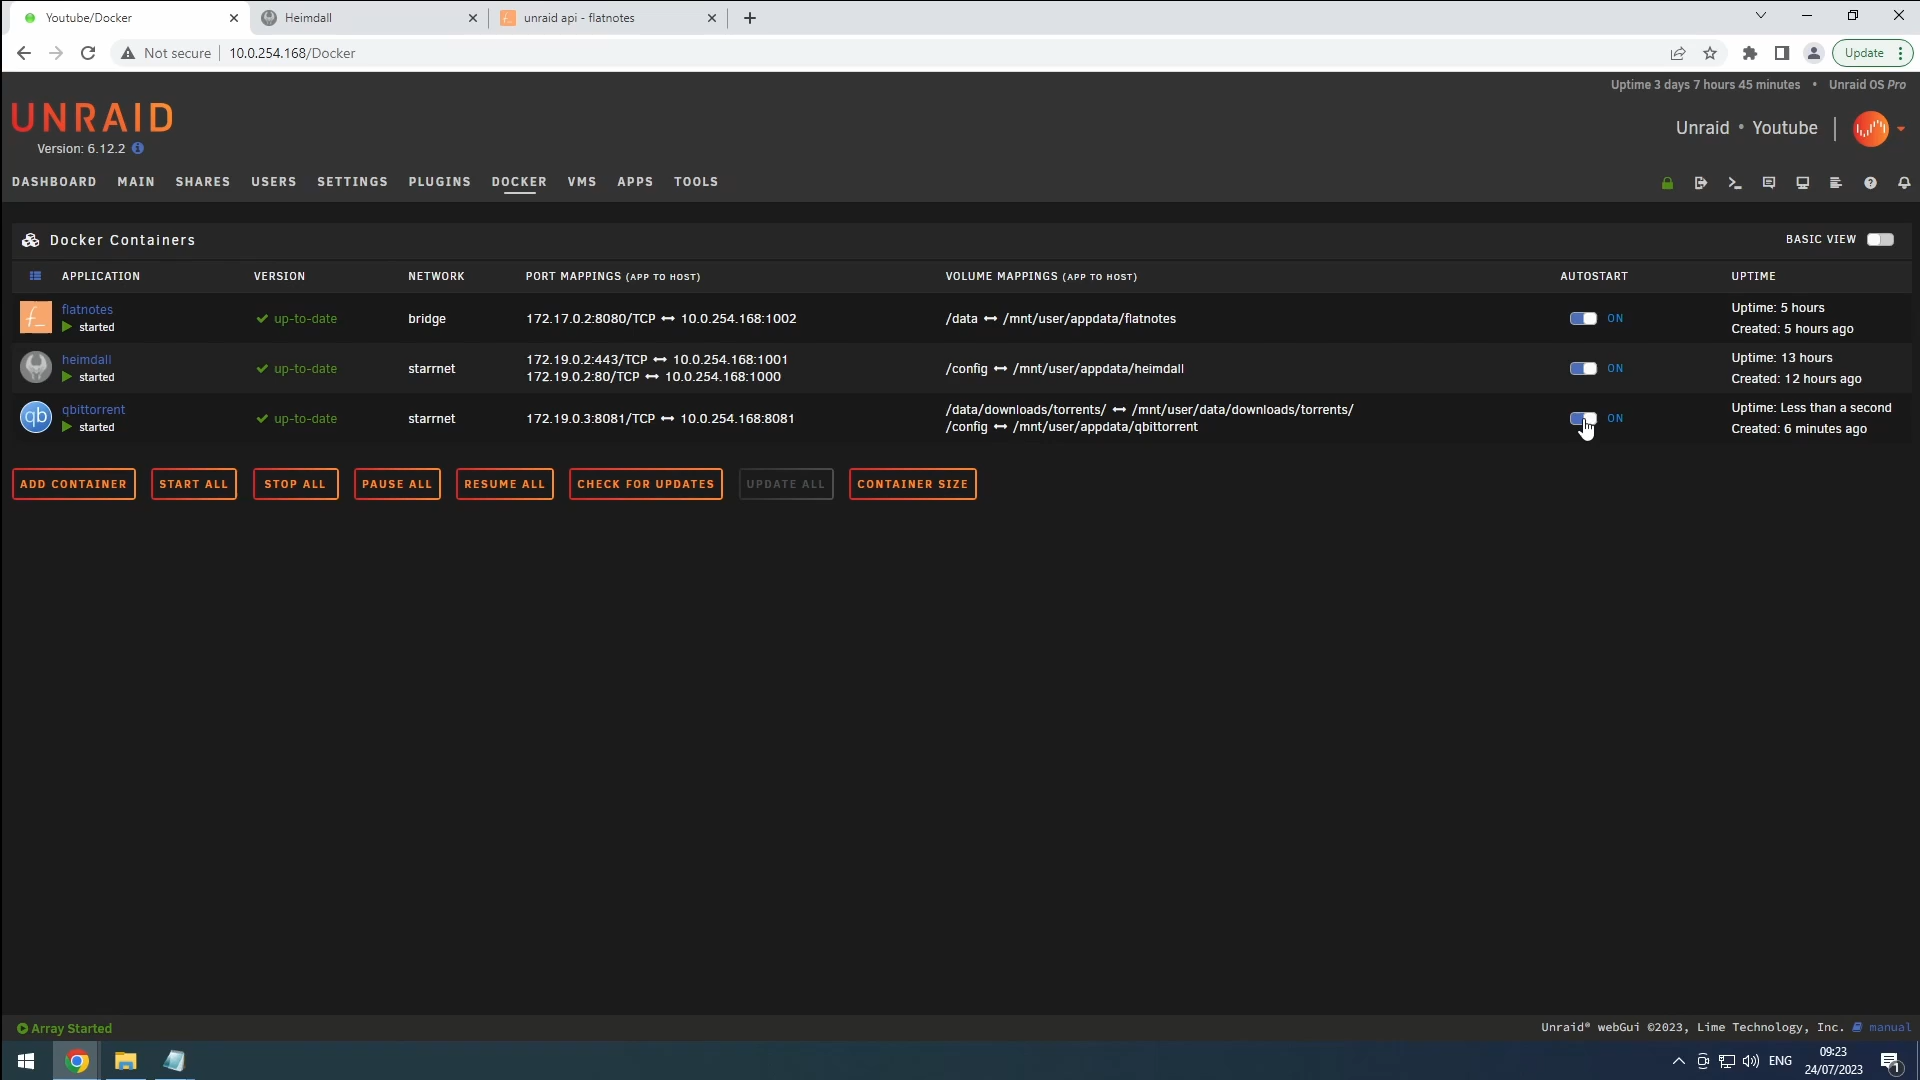 Youtube/Docker
Heimdall
unraid api - flatnotes
Not secure
10.0.254.168/Docker
Update
Uptime 3 days 7 hours 45 minutes • Unraid OS Pro
UNRAID
Version: 6.12.2
Unraid • Youtube
DASHBOARD MAIN SHARES USERS SETTINGS PLUGINS DOCKER VMS APPS TOOLS
Docker Containers
BASIC VIEW
APPLICATION VERSION NETWORK PORT MAPPINGS (APP TO HOST) VOLUME MAPPINGS (APP TO HOST) AUTOSTART UPTIME
f_
flatnotes
started
up-to-date
bridge
172.17.0.2:8080/TCP ↔ 10.0.254.168:1002
/data ↔ /mnt/user/appdata/flatnotes
ON
Uptime: 5 hours
Created: 5 hours ago
heimdall
started
up-to-date
starrnet
172.19.0.2:443/TCP ↔ 10.0.254.168:1001
172.19.0.2:80/TCP ↔ 10.0.254.168:1000
/config ↔ /mnt/user/appdata/heimdall
ON
Uptime: 13 hours
Created: 12 hours ago
qb
qbittorrent
started
up-to-date
starrnet
172.19.0.3:8081/TCP ↔ 10.0.254.168:8081
/data/downloads/torrents/ ↔ /mnt/user/data/downloads/torrents/
/config ↔ /mnt/user/appdata/qbittorrent
ON
Uptime: Less than a second
Created: 6 minutes ago
ADD CONTAINER START ALL STOP ALL PAUSE ALL RESUME ALL CHECK FOR UPDATES UPDATE ALL CONTAINER SIZE
Array Started
Unraid® webGui ©2023, Lime Technology, Inc. manual
ENG
09:23
24/07/2023
1